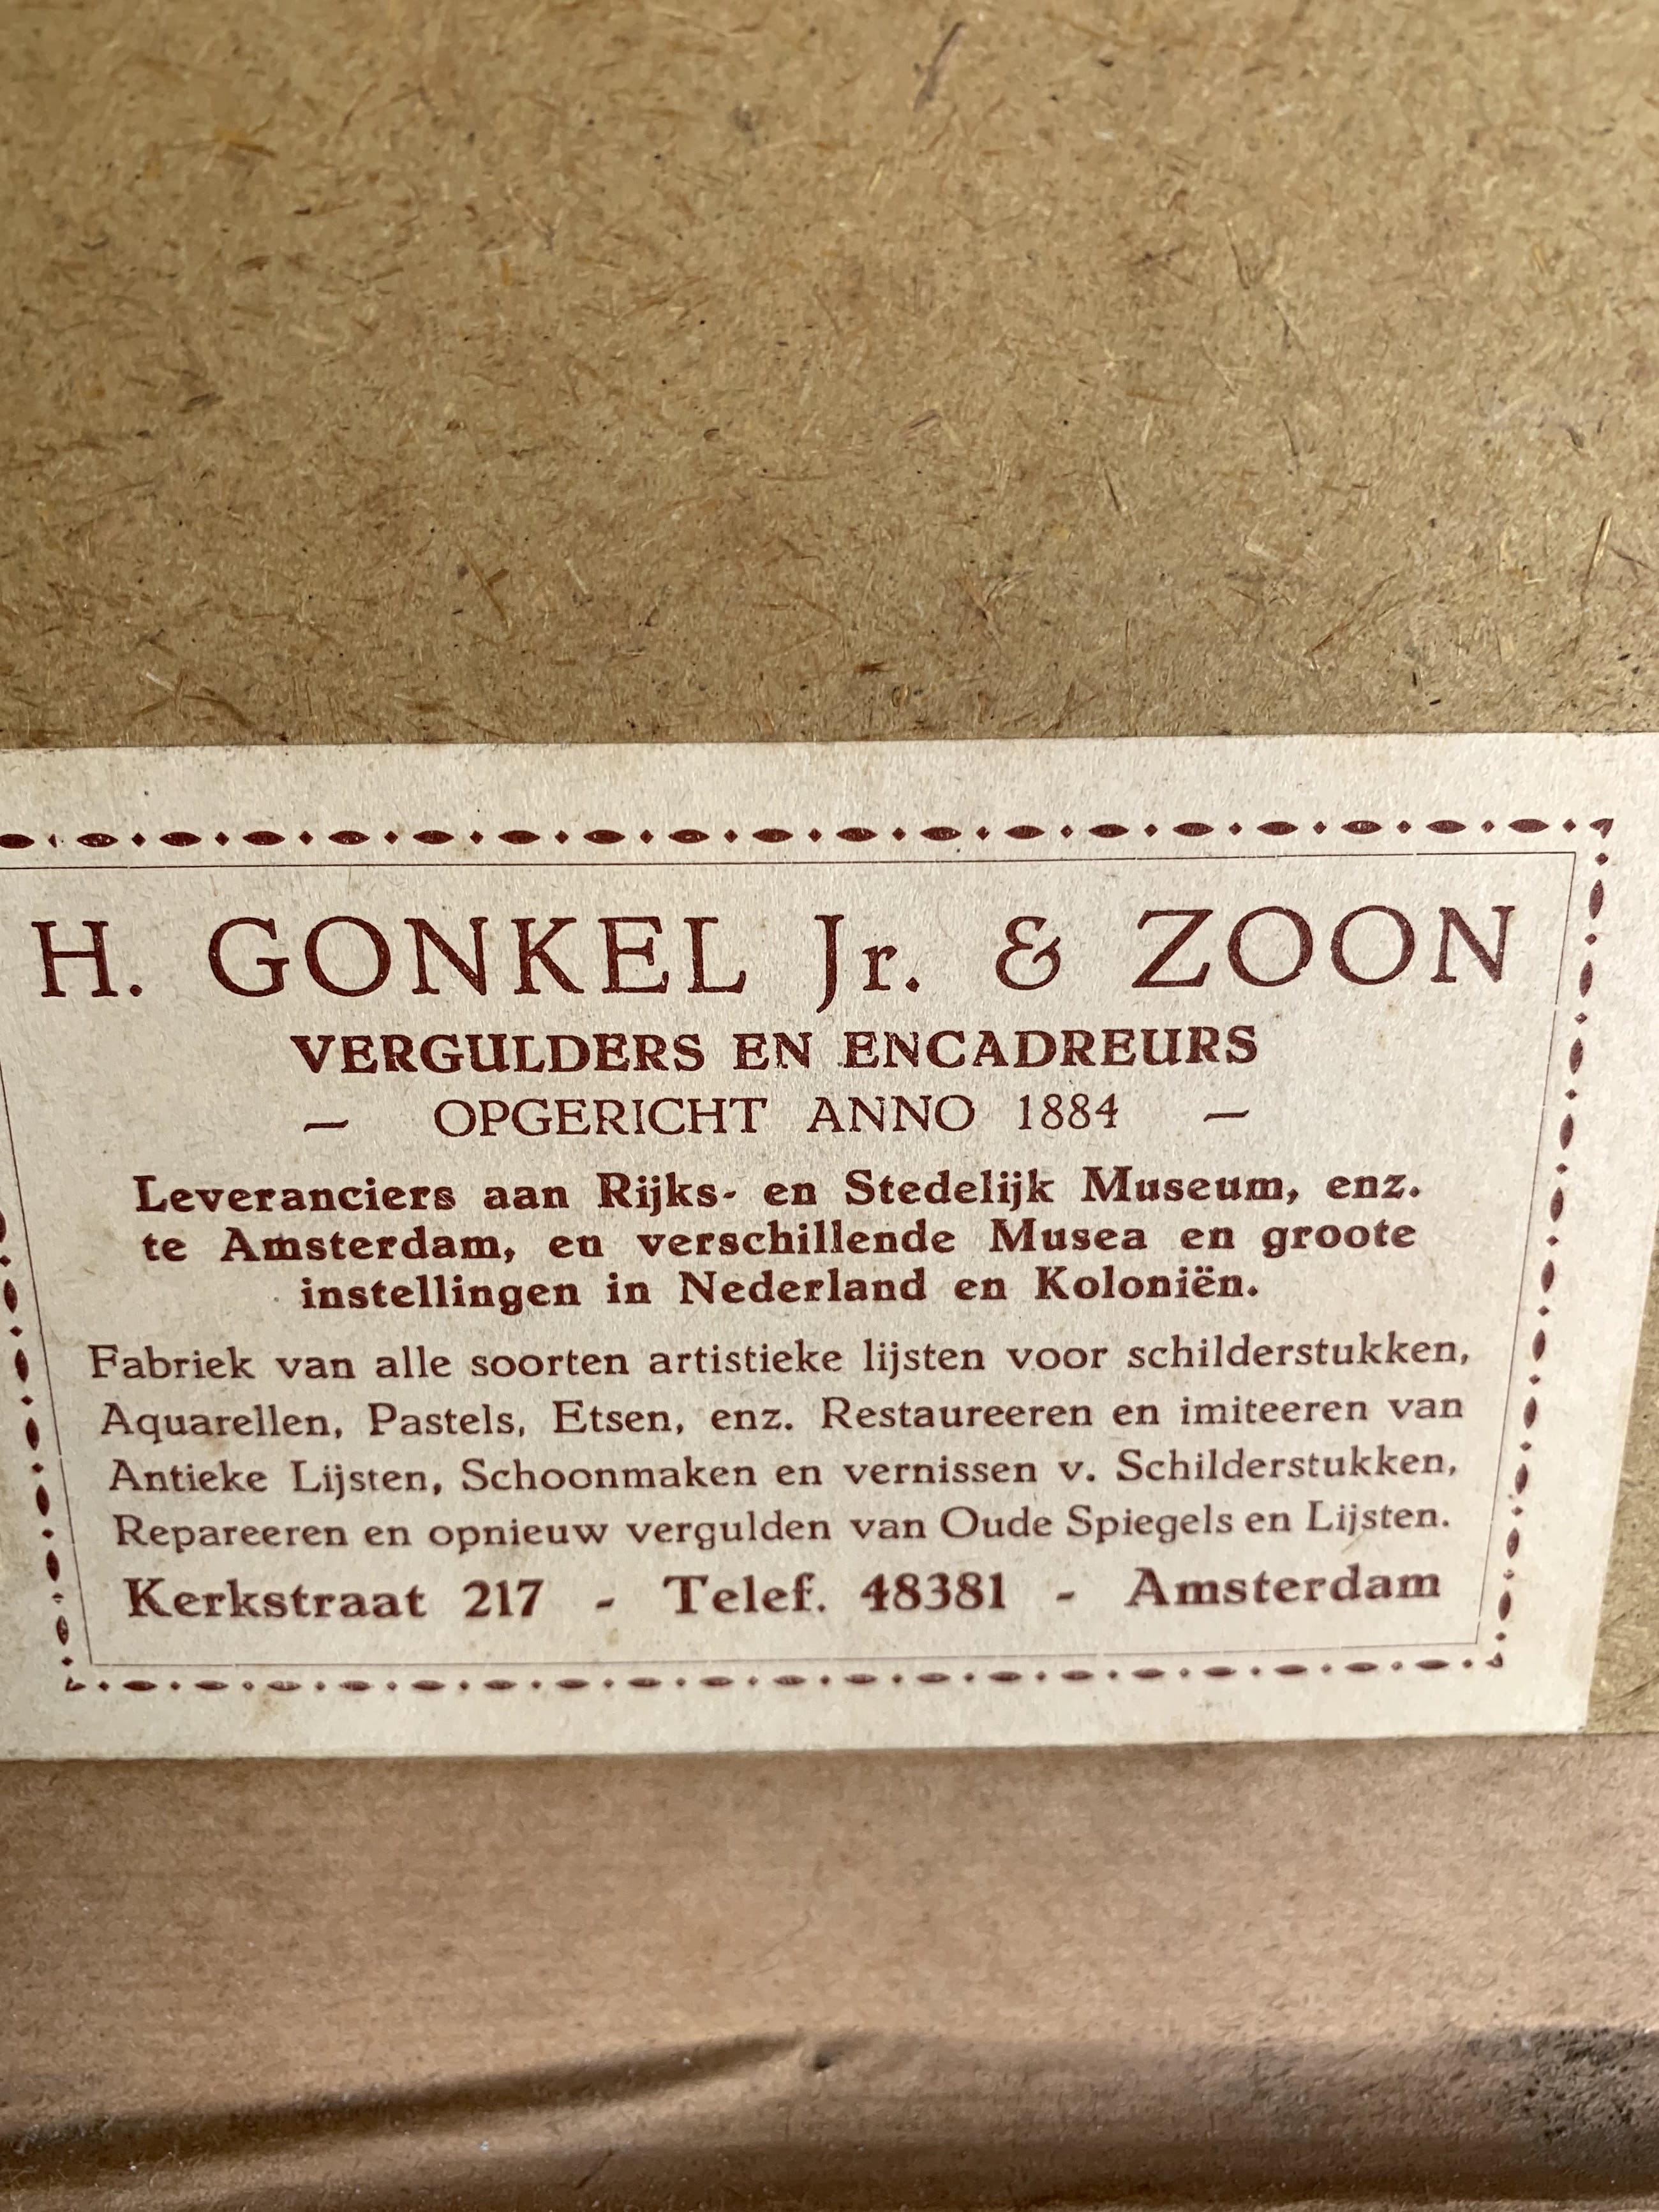 H. GONKEL Jr. & ZOON
VERGULDERS EN ENCADREURS
— OPGERICHT ANNO 1884 —
Leveranciers aan Rijks- en Stedelijk Museum, enz.
te Amsterdam, en verschillende Musea en groote
instellingen in Nederland en Koloniën.
Fabriek van alle soorten artistieke lijsten voor schilderstukken,
Aquarellen, Pastels, Etsen, enz. Restaureeren en imiteeren van
Antieke Lijsten, Schoonmaken en vernissen v. Schilderstukken,
Repareeren en opnieuw vergulden van Oude Spiegels en Lijsten.
Kerkstraat 217 - Telef. 48381 - Amsterdam